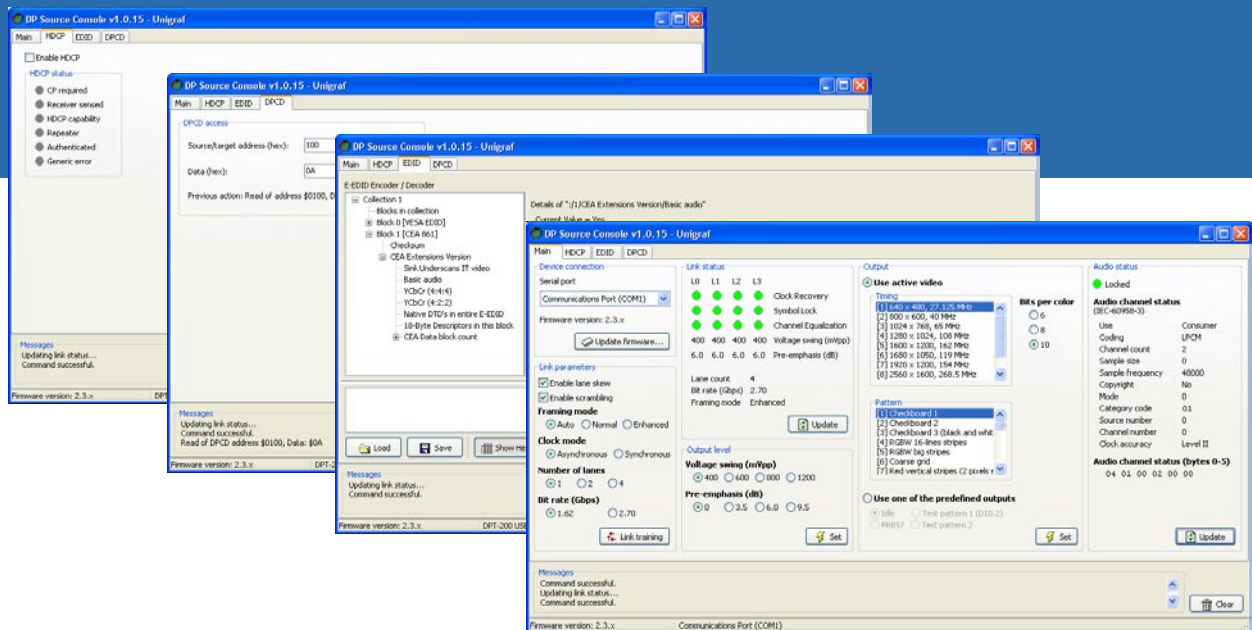 DP Source Console v1.0.15 - Unigraf
Main HDCP EDID DPCD
Enable HDCP
HDCP status
CP required
Receiver sensed
HDCP capability
Repeater
Authenticated
Generic error
Messages
Updating link status...
Command successful.
Firmware version: 2.3.x DPT
DP Source Console v1.0.15 - Unigraf
Main HDCP EDID DPCD
DPCD access
Source/target address (hex): 100
Data (hex): 0A
Previous action: Read of address $0100, D
Messages
Updating link status...
Command successful.
Read of DPCD address $0100, Data: $0A
Firmware version: 2.3.x DPT-2
DP Source Console v1.0.15 - Unigraf
Main HDCP EDID DPCD
E-EDID Encoder / Decoder
Collection 1
Blocks in collection
Block 0 [VESA EDID]
Block 1 [CEA 861]
Checksum
CEA Extensions Version
Sink Underscans IT video
Basic audio
YCbCr (4:4:4)
YCbCr (4:2:2)
Native DTD's in entire E-EDID
18-Byte Descriptors in this block.
CEA Data block count
Details of ":/1/CEA Extensions Version/Basic audio"
Current Value = Yes
Load Save Show He
Messages
Updating link status...
Command successful.
Firmware version: 2.3.x DPT-200 USB
DP Source Console v1.0.15 - Unigraf
Main HDCP EDID DPCD
Device connection
Serial port
Communications Port (COM1)
Firmware version: 2.3.x
Update firmware...
Link parameters
Enable lane skew
Enable scrambling
Framing mode
Auto Normal Enhanced
Clock mode
Asynchronous Synchronous
Number of lanes
1 2 4
Bit rate (Gbps)
1.62 2.70
Link training
Link status
L0 L1 L2 L3
Clock Recovery
Symbol Lock
Channel Equalization
400 400 400 400 Voltage swing (mVpp)
6.0 6.0 6.0 6.0 Pre-emphasis (dB)
Lane count 4
Bit rate (Gbps) 2.70
Framing mode Enhanced
Update
Output level
Voltage swing (mVpp)
400 600 800 1200
Pre-emphasis (dB)
0 3.5 6.0 9.5
Set
Output
Use active video
Timing
[1] 640 x 480, 27.125 MHz
[2] 800 x 600, 40 MHz
[3] 1024 x 768, 65 MHz
[4] 1280 x 1024, 108 MHz
[5] 1600 x 1200, 162 MHz
[6] 1680 x 1050, 119 MHz
[7] 1920 x 1200, 154 MHz
[8] 2560 x 1600, 268.5 MHz
Bits per color
6
8
10
Pattern
[1] Checkboard 1
[2] Checkboard 2
[3] Checkboard 3 (black and whit
[4] RGBW 16-lines stripes
[5] RGBW big stripes
[6] Coarse grid
[7] Red vertical stripes (2 pixels r
Use one of the predefined outputs
Idle Test pattern 1 (D10.2)
PRBS7 Test pattern 2
Set
Audio status
Locked
Audio channel status
(IEC-60958-3)
Use Consumer
Coding LPCM
Channel count 2
Sample size 0
Sample frequency 48000
Copyright No
Mode 0
Category code 01
Source number 0
Channel number 0
Clock accuracy Level II
Audio channel status (bytes 0-5)
04 01 00 02 00 00
Update
Messages
Command successful.
Updating link status...
Command successful.
Clear
Firmware version: 2.3.x Communications Port (COM1)